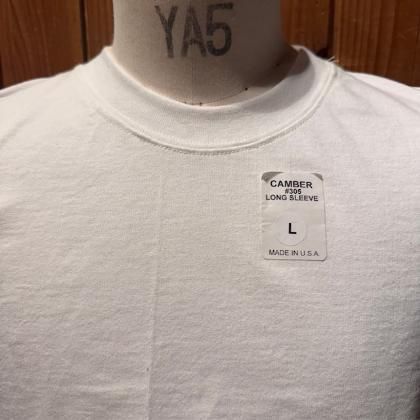 YA5
CAMBER
#305
LONG SLEEVE
L
MADE IN U.S.A.